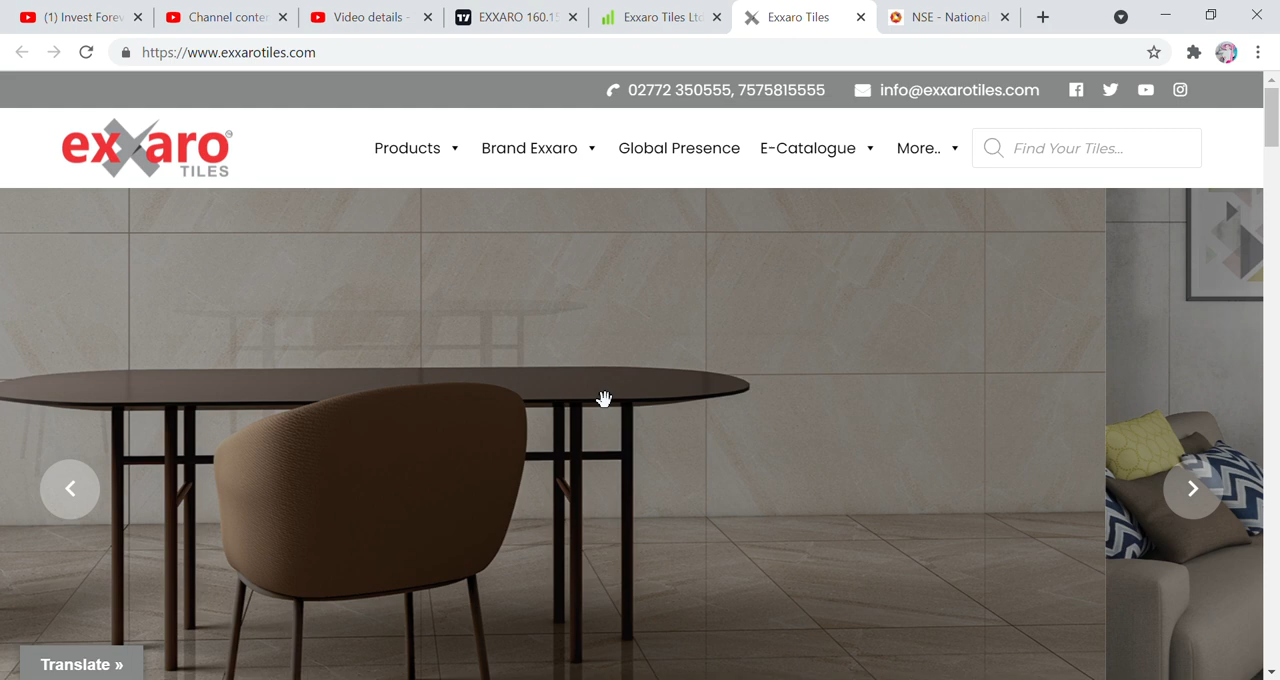 (1) Invest Forev
Channel conten
Video details -
EXXARO 160.15
Exxaro Tiles Ltd
Exxaro Tiles
NSE - National
https://www.exxarotiles.com
02772 350555, 7575815555
info@exxarotiles.com
exxaro
TILES
Products
Brand Exxaro
Global Presence
E-Catalogue
More..
Find Your Tiles...
Translate »